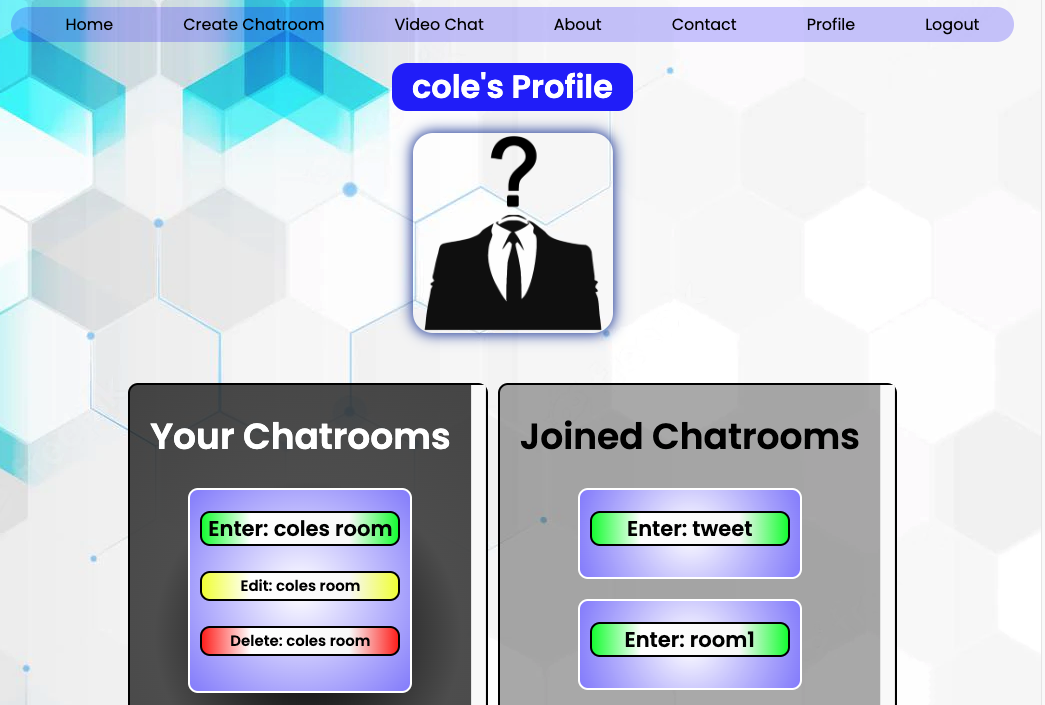 Home Create Chatroom Video Chat About Contact Profile Logout
cole's Profile
?
Your Chatrooms
Enter: coles room
Edit: coles room
Delete: coles room
Joined Chatrooms
Enter: tweet
Enter: room1